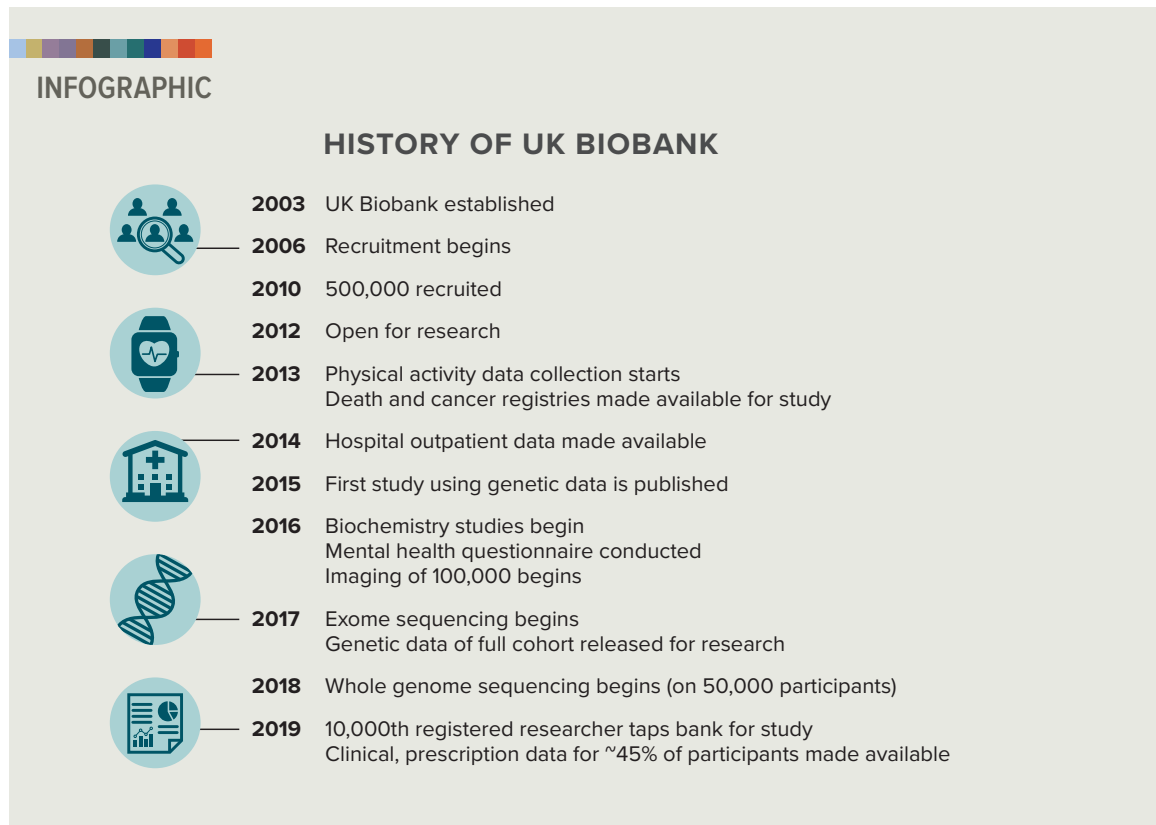 INFOGRAPHIC
HISTORY OF UK BIOBANK
2003 UK Biobank established
2006 Recruitment begins
2010 500,000 recruited
2012 Open for research
2013 Physical activity data collection starts
Death and cancer registries made available for study
2014 Hospital outpatient data made available
2015 First study using genetic data is published
2016 Biochemistry studies begin
Mental health questionnaire conducted
Imaging of 100,000 begins
2017 Exome sequencing begins
Genetic data of full cohort released for research
2018 Whole genome sequencing begins (on 50,000 participants)
2019 10,000th registered researcher taps bank for study
Clinical, prescription data for ~45% of participants made available